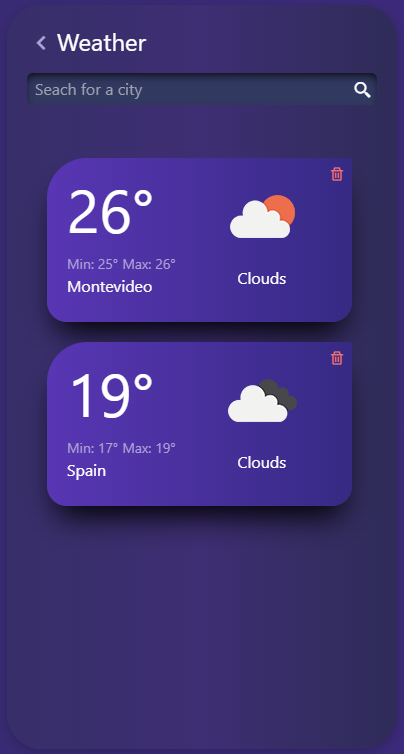 Weather
Seach for a city
26°
Min: 25° Max: 26°
Montevideo
Clouds
19°
Min: 17° Max: 19°
Spain
Clouds